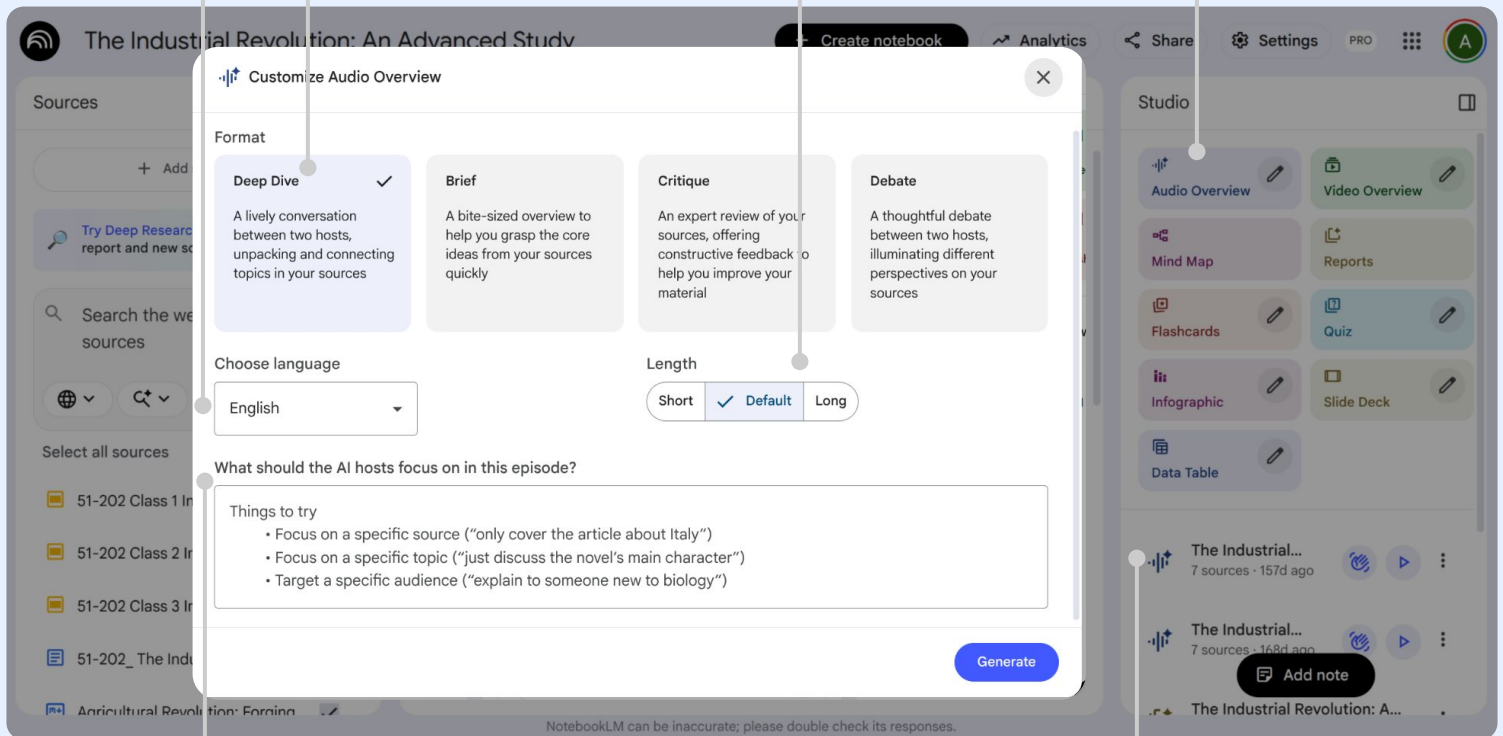 The Industrial Revolution: An Advanced Study
+ Create notebook
Analytics
Share
Settings
PRO
A
Sources
+ Add
Try Deep Researc
report and new so
Search the we
sources
Select all sources
51-202 Class 1 In
51-202 Class 2 Ir
51-202 Class 3 Ir
51-202_ The Indu
Agricultural Revolution: Forging
Customize Audio Overview
Format
Deep Dive
A lively conversation
between two hosts,
unpacking and connecting
topics in your sources
Brief
A bite-sized overview to
help you grasp the core
ideas from your sources
quickly
Critique
An expert review of your
sources, offering
constructive feedback to
help you improve your
material
Debate
A thoughtful debate
between two hosts,
illuminating different
perspectives on your
sources
Choose language
English
Length
Short
Default
Long
What should the AI hosts focus on in this episode?
Things to try
• Focus on a specific source (“only cover the article about Italy”)
• Focus on a specific topic (“just discuss the novel’s main character”)
• Target a specific audience (“explain to someone new to biology”)
Generate
NotebookLM can be inaccurate; please double check its responses.
Studio
Audio Overview
Video Overview
Mind Map
Reports
Flashcards
Quiz
Infographic
Slide Deck
Data Table
The Industrial...
7 sources · 157d ago
The Industrial...
7 sources · 168d ago
Add note
The Industrial Revolution: A...